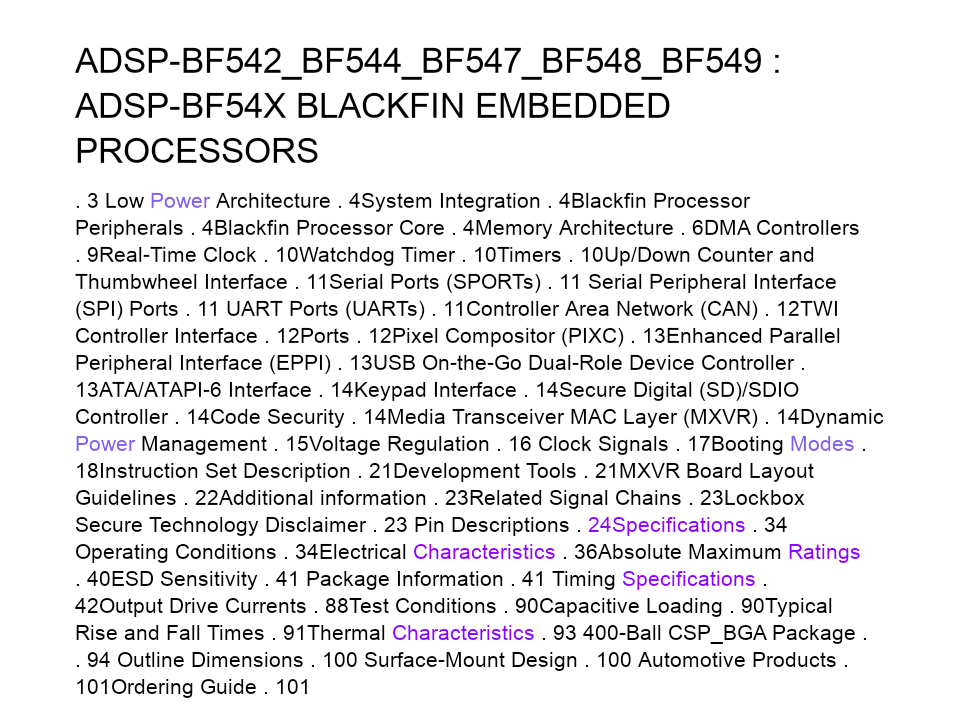 ADSP-BF542_BF544_BF547_BF548_BF549 :
ADSP-BF54X BLACKFIN EMBEDDED
PROCESSORS
. 3 Low Power Architecture . 4System Integration . 4Blackfin Processor
Peripherals . 4Blackfin Processor Core . 4Memory Architecture . 6DMA Controllers
. 9Real-Time Clock . 10Watchdog Timer . 10Timers . 10Up/Down Counter and
Thumbwheel Interface . 11Serial Ports (SPORTs) . 11 Serial Peripheral Interface
(SPI) Ports . 11 UART Ports (UARTs) . 11Controller Area Network (CAN) . 12TWI
Controller Interface . 12Ports . 12Pixel Compositor (PIXC) . 13Enhanced Parallel
Peripheral Interface (EPPI) . 13USB On-the-Go Dual-Role Device Controller .
13ATA/ATAPI-6 Interface . 14Keypad Interface . 14Secure Digital (SD)/SDIO
Controller . 14Code Security . 14Media Transceiver MAC Layer (MXVR) . 14Dynamic
Power Management . 15Voltage Regulation . 16 Clock Signals . 17Booting Modes .
18Instruction Set Description . 21Development Tools . 21MXVR Board Layout
Guidelines . 22Additional information . 23Related Signal Chains . 23Lockbox
Secure Technology Disclaimer . 23 Pin Descriptions . 24Specifications . 34
Operating Conditions . 34Electrical Characteristics . 36Absolute Maximum Ratings
. 40ESD Sensitivity . 41 Package Information . 41 Timing Specifications .
42Output Drive Currents . 88Test Conditions . 90Capacitive Loading . 90Typical
Rise and Fall Times . 91Thermal Characteristics . 93 400-Ball CSP_BGA Package .
. 94 Outline Dimensions . 100 Surface-Mount Design . 100 Automotive Products .
101Ordering Guide . 101